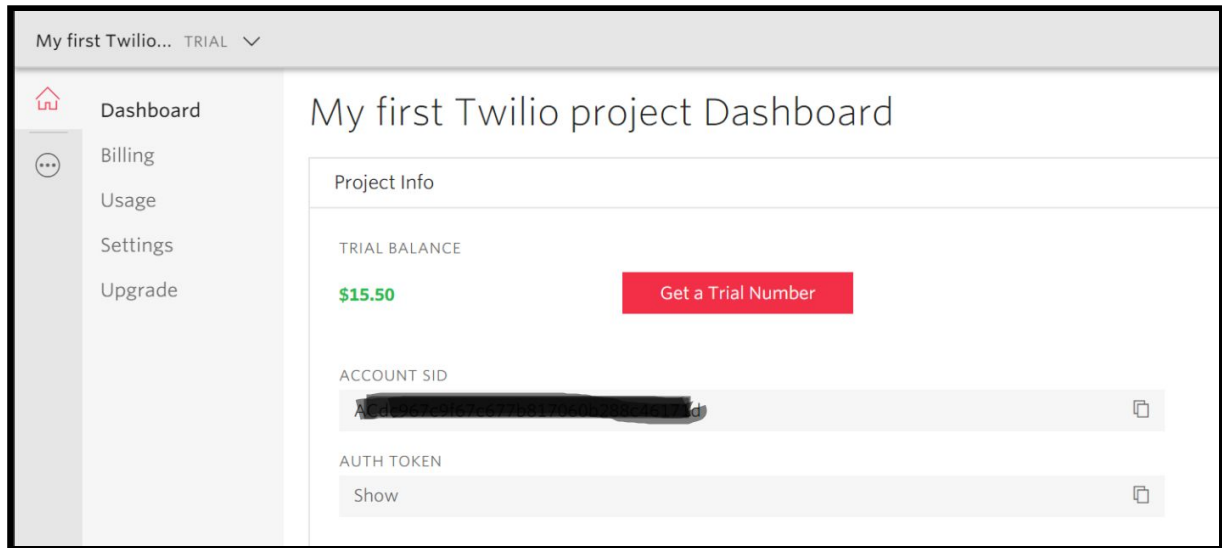 My first Twilio... TRIAL
My first Twilio project Dashboard
Dashboard
Billing
Usage
Settings
Upgrade
Project Info
TRIAL BALANCE
$15.50
Get a Trial Number
ACCOUNT SID
AUTH TOKEN
Show